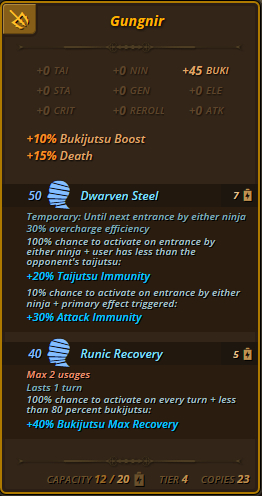 Gungnir
+0 TAI +0 NIN +45 BUKI
+0 STA +0 GEN +0 ELE
+0 CRIT +0 REROLL +0 ATK
+10% Bukijutsu Boost
+15% Death
50 Dwarven Steel 7
Temporary: Until next entrance by either ninja
30% overcharge efficiency
100% chance to activate on entrance by
either ninja + user has less than the
opponent's taijutsu:
+20% Taijutsu Immunity
10% chance to activate on entrance by either
ninja + primary effect triggered:
+30% Attack Immunity
40 Runic Recovery 5
Max 2 usages
Lasts 1 turn
100% chance to activate on every turn + less
than 80 percent bukijutsu:
+40% Bukijutsu Max Recovery
CAPACITY 12 / 20 TIER 4 COPIES 23